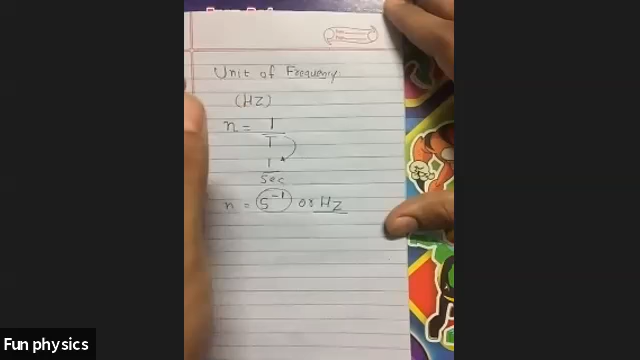 Unit of Frequency
(HZ)
n = 1
T
1
Sec
n = S⁻¹ or HZ
Fun physics